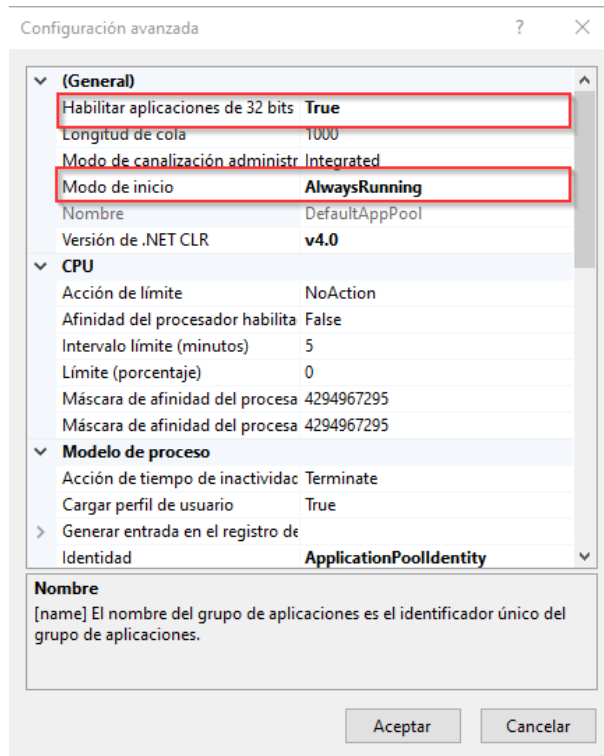 Configuración avanzada ?
(General)
Habilitar aplicaciones de 32 bits True
Longitud de cola 1000
Modo de canalización administr Integrated
Modo de inicio AlwaysRunning
Nombre DefaultAppPool
Versión de .NET CLR v4.0
CPU
Acción de límite NoAction
Afinidad del procesador habilita False
Intervalo límite (minutos) 5
Límite (porcentaje) 0
Máscara de afinidad del procesa 4294967295
Máscara de afinidad del procesa 4294967295
Modelo de proceso
Acción de tiempo de inactividad Terminate
Cargar perfil de usuario True
Generar entrada en el registro de
Identidad ApplicationPoolIdentity
Nombre
[name] El nombre del grupo de aplicaciones es el identificador único del
grupo de aplicaciones.
Aceptar Cancelar